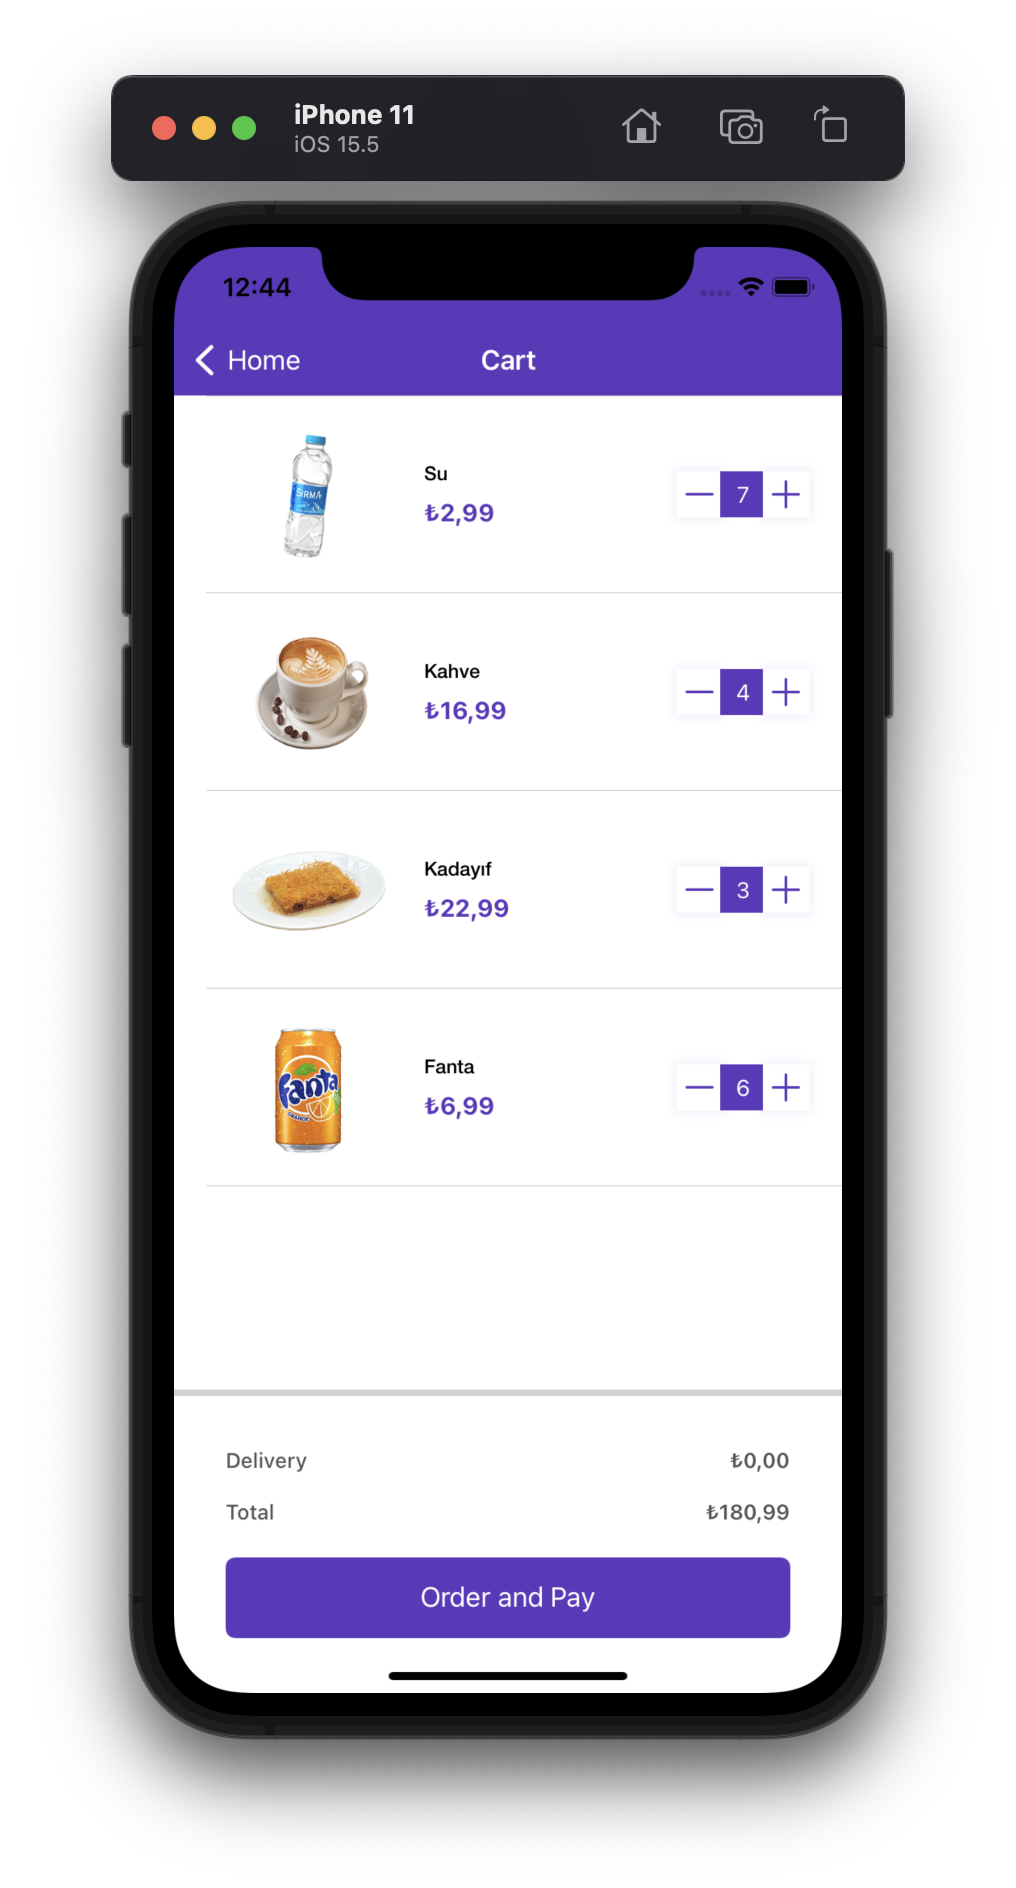 iPhone 11
iOS 15.5
12:44
Home
Cart
SIRMA
Su
₺2,99
7
Kahve
₺16,99
4
Kadayıf
₺22,99
3
Fanta
ORANGE
Fanta
₺6,99
6
Delivery
₺0,00
Total
₺180,99
Order and Pay